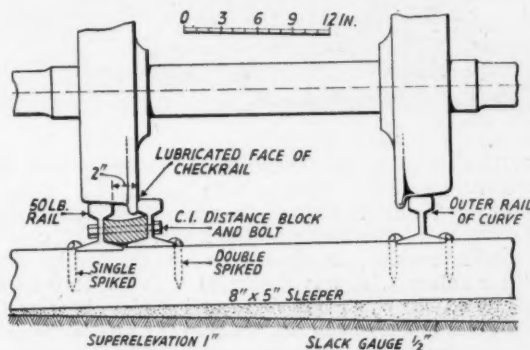 0 3 6 9 12 IN.
LUBRICATED FACE OF
CHECKRAIL
2"
50LB.
RAIL
C.I. DISTANCE BLOCK
AND BOLT
OUTER RAIL
OF CURVE
SINGLE
SPIKED
DOUBLE
SPIKED
8" x 5" SLEEPER
SUPERELEVATION 1" SLACK GAUGE 1/2"